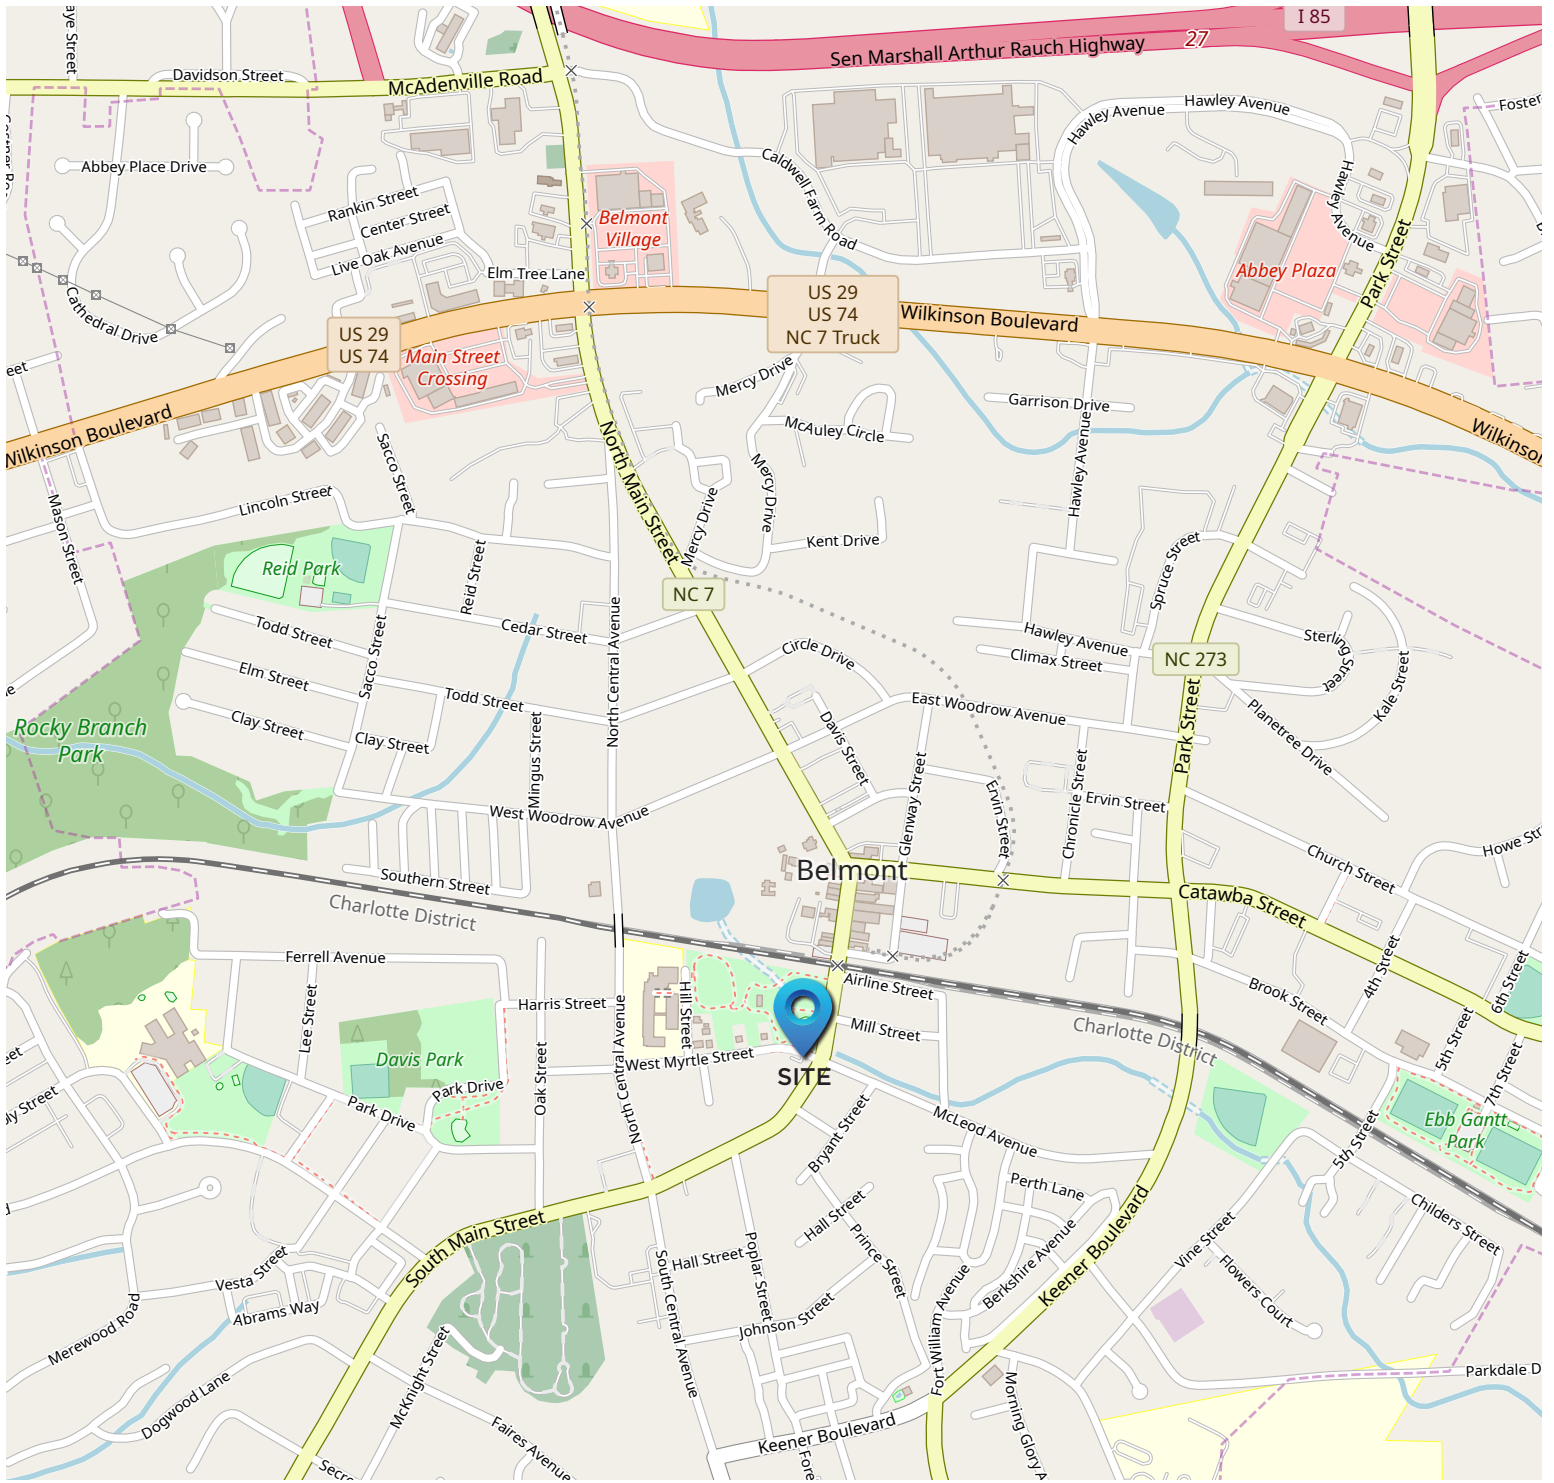 I 85
27
Sen Marshall Arthur Rauch Highway
aye Street
Davidson Street
McAdenville Road
Hawley Avenue
Hawley Avenue
Foster
Abbey Place Drive
Caldwell Farm Road
Hawley Avenue
Rankin Street
Center Street
Live Oak Avenue
Belmont
Village
Park Street
Elm Tree Lane
Abbey Plaza
Cathedral Drive
US 29
US 74
NC 7 Truck
Wilkinson Boulevard
US 29
US 74
Main Street
Crossing
eet
Mercy Drive
Garrison Drive
Wilkinson Boulevard
McAuley Circle
Wilkinson
North Main Street
Sacco Street
Hawley Avenue
Mercy Drive
Mercy Drive
Lincoln Street
Mason Street
Kent Drive
Spruce Street
Reid Park
Reid Street
NC 7
Todd Street
Cedar Street
Hawley Avenue
Sterling Street
Climax Street
NC 273
Circle Drive
Sacco Street
North Central Avenue
Elm Street
Kale Street
Todd Street
East Woodrow Avenue
Planetree Drive
Park Street
Rocky Branch
Park
Clay Street
Clay Street
Mingus Street
Davis Street
Glenway Street
Chronicle Street
Ervin Street
Ervin Street
West Woodrow Avenue
Howe Str
Church Street
Belmont
Southern Street
Catawba Street
Charlotte District
Ferrell Avenue
4th Street
6th Street
Airline Street
Brook Street
Harris Street
Hill Street
Lee Street
Mill Street
Charlotte District
5th Street
Davis Park
West Myrtle Street
SITE
7th Street
eet
Oak Street
North Central Avenue
Park Drive
Park Drive
oly Street
McLeod Avenue
Bryant Street
Ebb Gantt
Park
5th Street
Perth Lane
Hall Street
Childers Street
South Main Street
Prince Street
Berkshire Avenue
Keener Boulevard
Vine Street
Vesta Street
Hall Street
Poplar Street
Flowers Court
Abrams Way
Johnson Street
Fort William Avenue
South Central Avenue
Merewood Road
McKnight Street
Dogwood Lane
Parkdale D
Morning Glory A
Keener Boulevard
Faires Avenue
Fore
Secre